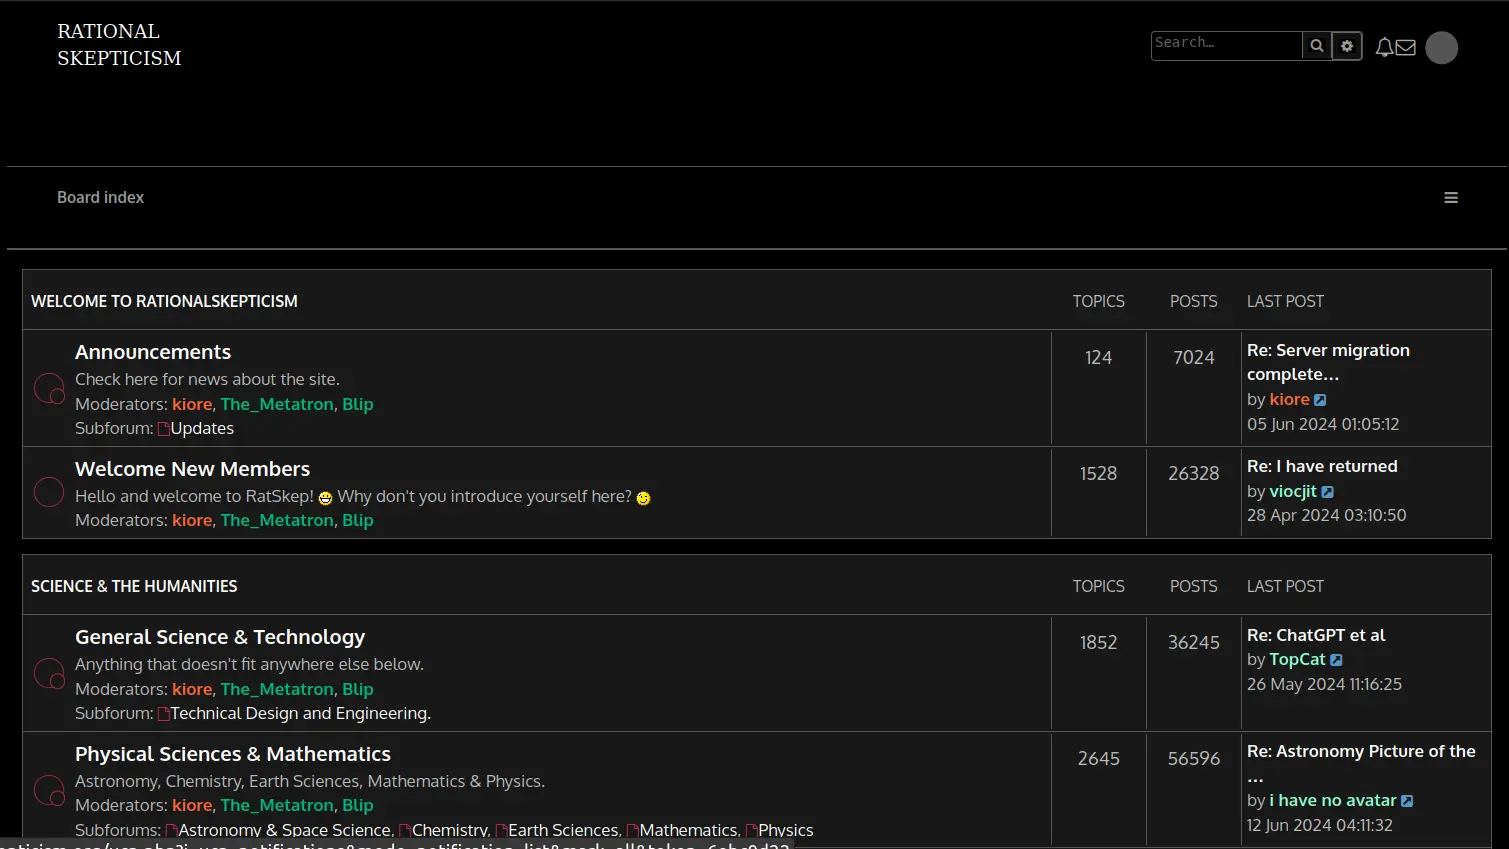 RATIONAL
SKEPTICISM
Search…
Board index
WELCOME TO RATIONALSKEPTICISM TOPICS POSTS LAST POST
Announcements
Check here for news about the site.
Moderators: kiore, The_Metatron, Blip
Subforum: Updates
124
7024
Re: Server migration
complete…
by kiore
05 Jun 2024 01:05:12
Welcome New Members
Hello and welcome to RatSkep! Why don't you introduce yourself here?
Moderators: kiore, The_Metatron, Blip
1528
26328
Re: I have returned
by viocjit
28 Apr 2024 03:10:50
SCIENCE & THE HUMANITIES TOPICS POSTS LAST POST
General Science & Technology
Anything that doesn't fit anywhere else below.
Moderators: kiore, The_Metatron, Blip
Subforum: Technical Design and Engineering.
1852
36245
Re: ChatGPT et al
by TopCat
26 May 2024 11:16:25
Physical Sciences & Mathematics
Astronomy, Chemistry, Earth Sciences, Mathematics & Physics.
Moderators: kiore, The_Metatron, Blip
Subforums: Astronomy & Space Science, Chemistry, Earth Sciences, Mathematics, Physics
2645
56596
Re: Astronomy Picture of the
…
by i have no avatar
12 Jun 2024 04:11:32